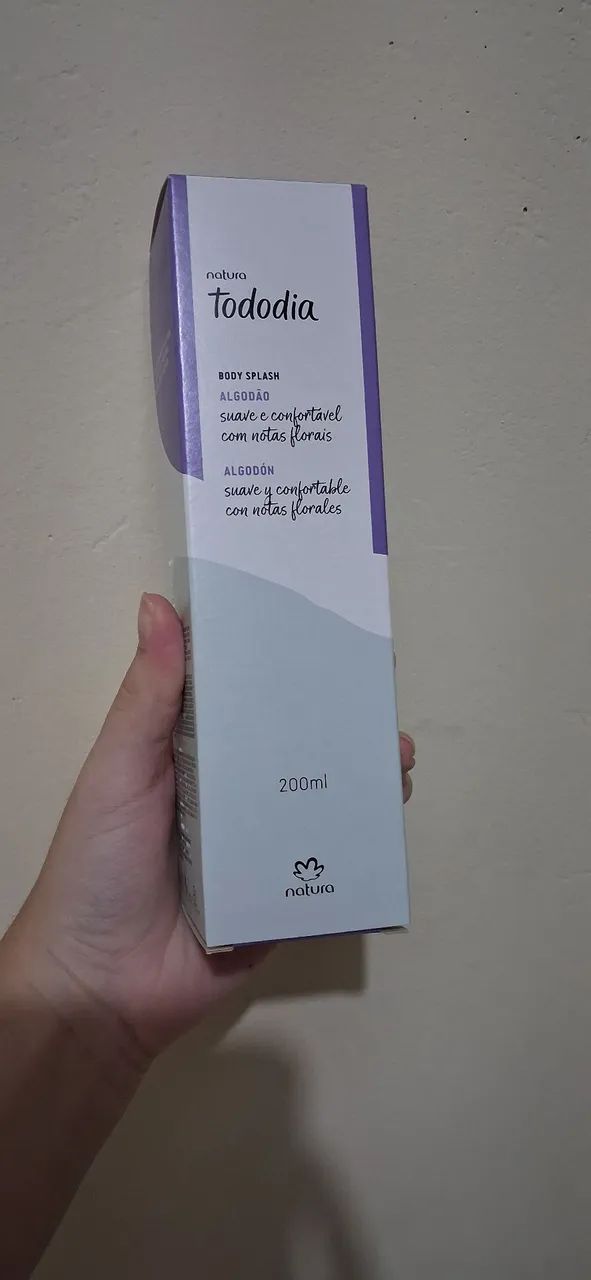 natura
tododia
BODY SPLASH
ALGODÃO
suave e confortável
com notas florais
ALGODÓN
suave y confortable
con notas florales
200ml
natura